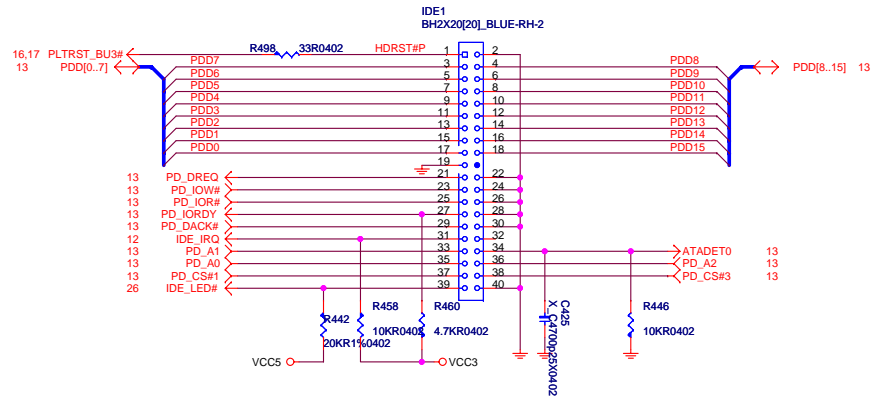 IDE1
BH2X20[20]_BLUE-RH-2
R498 33R0402 HDRST#P 1 2
16,17 PLTRST_BU3#
13 PDD[0..7] PDD7 3 4 PDD8 PDD[8..15] 13
PDD6 5 6 PDD9
PDD5 7 8 PDD10
PDD4 9 10 PDD11
PDD3 11 12 PDD12
PDD2 13 14 PDD13
PDD1 15 16 PDD14
PDD0 17 18 PDD15
19
13 PD_DREQ 21 22
13 PD_IOW# 23 24
13 PD_IOR# 25 26
13 PD_IORDY 27 28
13 PD_DACK# 29 30
12 IDE_IRQ 31 32
13 PD_A1 33 34 ATADET0 13
13 PD_A0 35 36 PD_A2 13
13 PD_CS#1 37 38 PD_CS#3 13
26 IDE_LED# 39 40
R442
20KR1%0402
R458
10KR0402
R460
4.7KR0402
C425
X_C4700p25X0402
R446
10KR0402
VCC5
VCC3